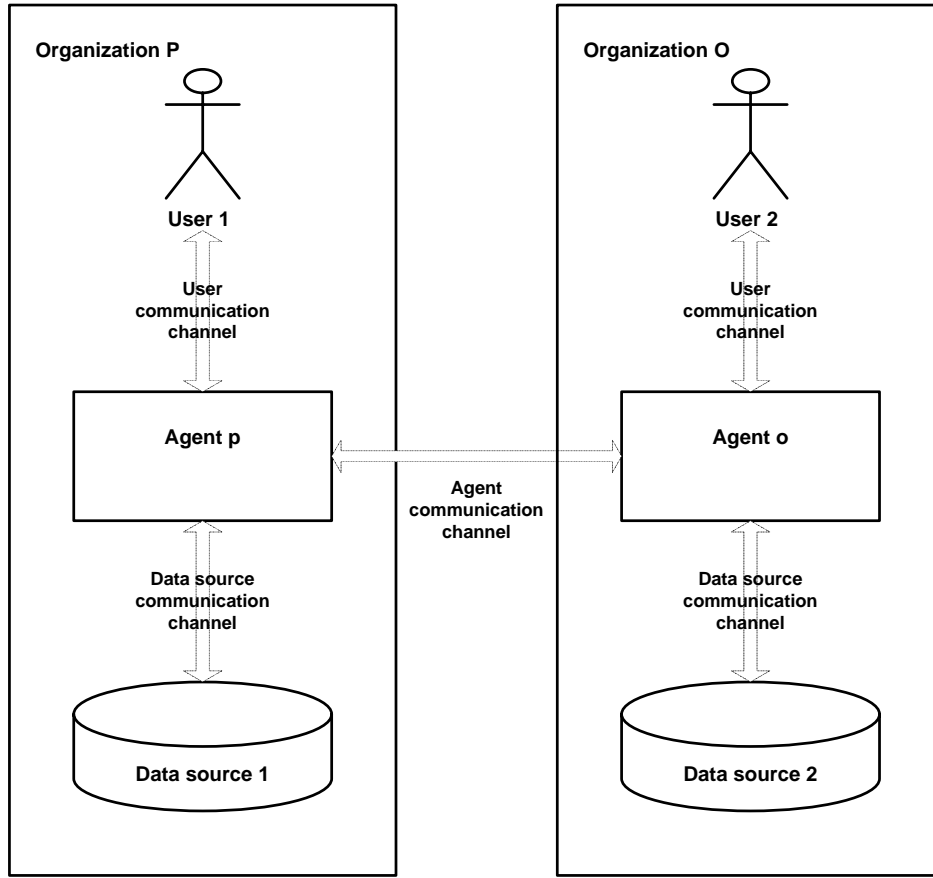 Organization P
User 1
User
communication
channel
Agent p
Data source
communication
channel
Data source 1
Agent
communication
channel
Organization O
User 2
User
communication
channel
Agent o
Data source
communication
channel
Data source 2